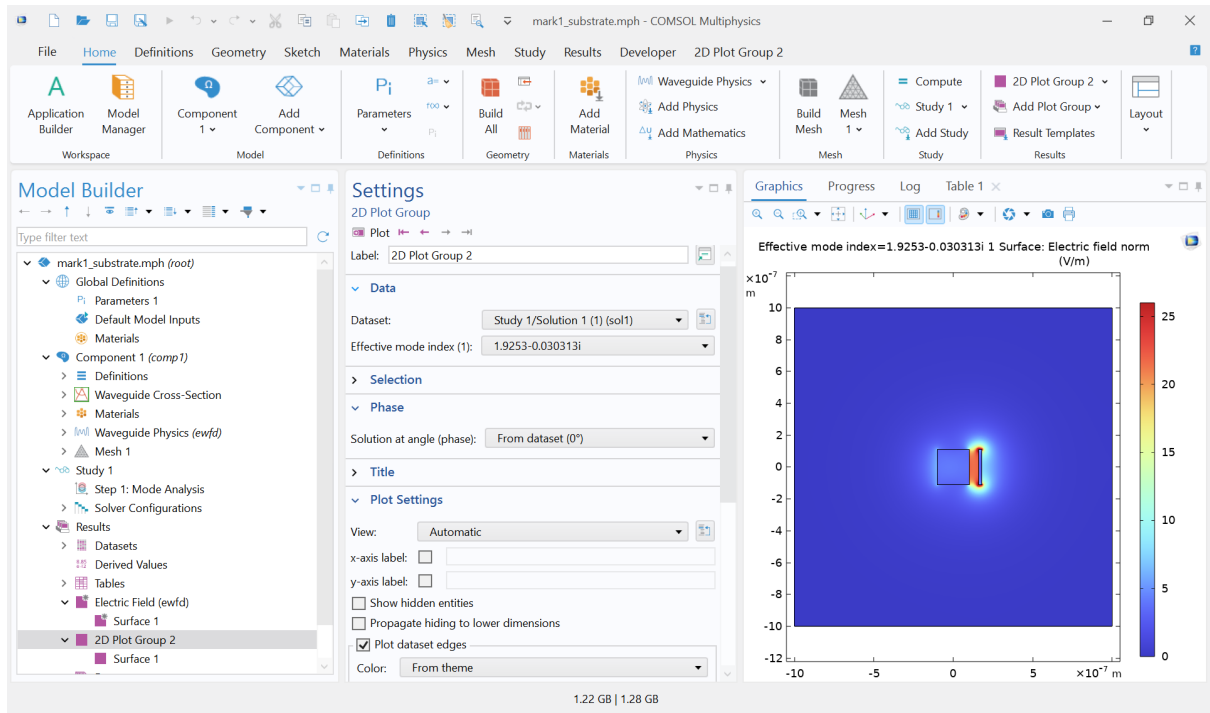 mark1_substrate.mph - COMSOL Multiphysics
File Home Definitions Geometry Sketch Materials Physics Mesh Study Results Developer 2D Plot Group 2
Application Builder
Model Manager
Workspace
Component 1
Add Component
Model
Pi
Parameters
a=
f(x)
Pi
Definitions
Build All
Geometry
Add Material
Materials
Waveguide Physics
Add Physics
Add Mathematics
Physics
Build Mesh
Mesh 1
Mesh
Compute
Study 1
Add Study
Study
2D Plot Group 2
Add Plot Group
Result Templates
Results
Layout
Model Builder
Type filter text
mark1_substrate.mph (root)
Global Definitions
Pi Parameters 1
Default Model Inputs
Materials
Component 1 (comp1)
Definitions
Waveguide Cross-Section
Materials
Waveguide Physics (ewfd)
Mesh 1
Study 1
Step 1: Mode Analysis
Solver Configurations
Results
Datasets
Derived Values
Tables
Electric Field (ewfd)
Surface 1
2D Plot Group 2
Surface 1
Settings
2D Plot Group
Plot
Label: 2D Plot Group 2
Data
Dataset: Study 1/Solution 1 (1) (sol1)
Effective mode index (1): 1.9253-0.030313i
Selection
Phase
Solution at angle (phase): From dataset (0°)
Title
Plot Settings
View: Automatic
x-axis label:
y-axis label:
Show hidden entities
Propagate hiding to lower dimensions
Plot dataset edges
Color: From theme
Graphics Progress Log Table 1
Effective mode index=1.9253-0.030313i 1 Surface: Electric field norm
(V/m)
×10-7
m
10
8
6
4
2
0
-2
-4
-6
-8
-10
-12
-10 -5 0 5 ×10-7 m
25
20
15
10
5
0
1.22 GB | 1.28 GB